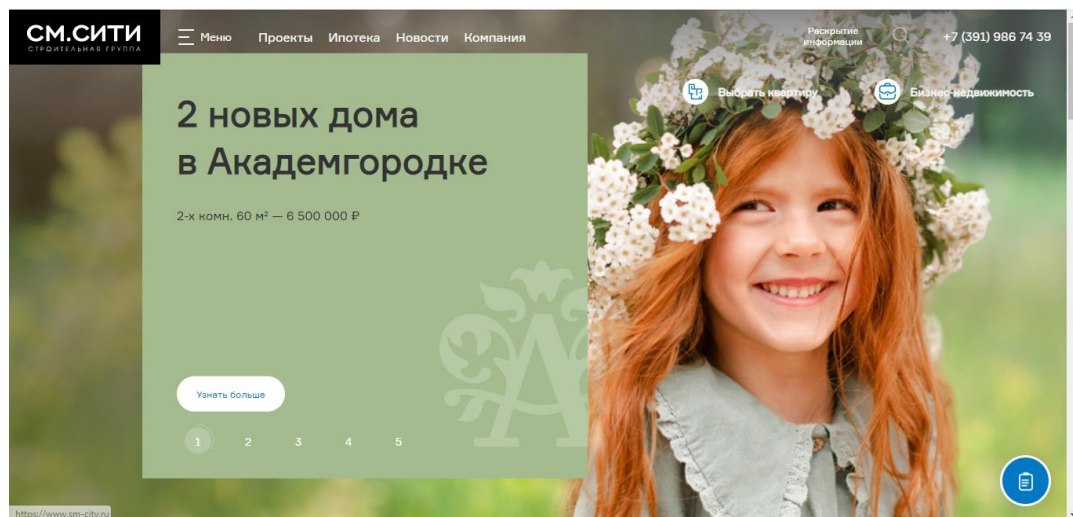 СМ.СИТИ
СТРОИТЕЛЬНАЯ ГРУППА
Меню Проекты Ипотека Новости Компания
Раскрытие
информации
+7 (391) 986 74 39
Выбрать квартиру
Бизнес-недвижимость
2 новых дома
в Академгородке
2-х комн. 60 м² — 6 500 000 ₽
А
Узнать больше
1 2 3 4 5
https://www.sm-city.ru